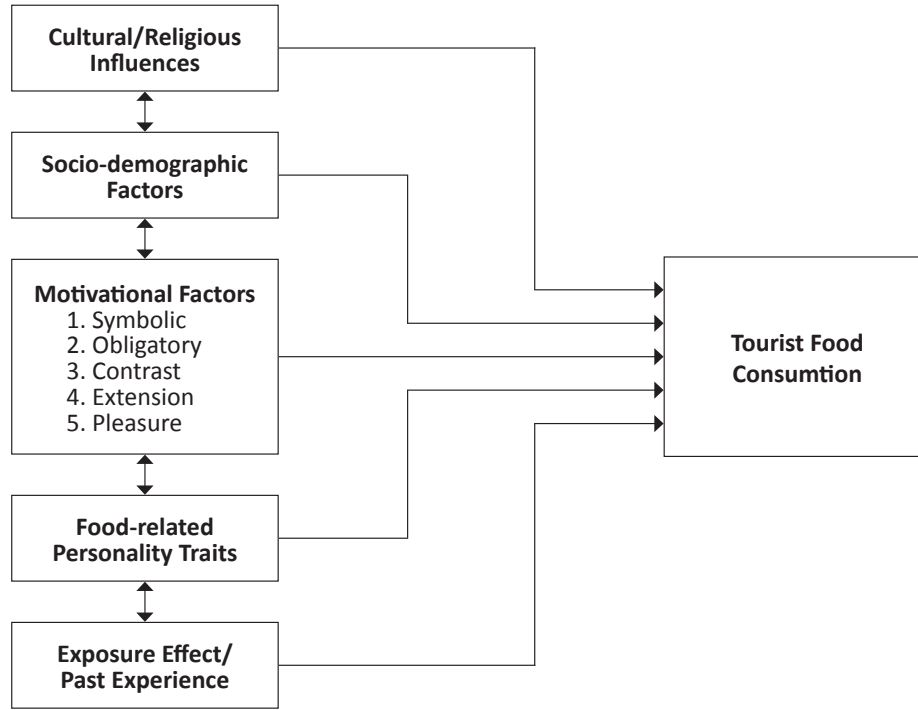 Cultural/Religious
Influences
Socio-demographic
Factors
Motivational Factors
1. Symbolic
2. Obligatory
3. Contrast
4. Extension
5. Pleasure
Food-related
Personality Traits
Exposure Effect/
Past Experience
Tourist Food
Consumtion